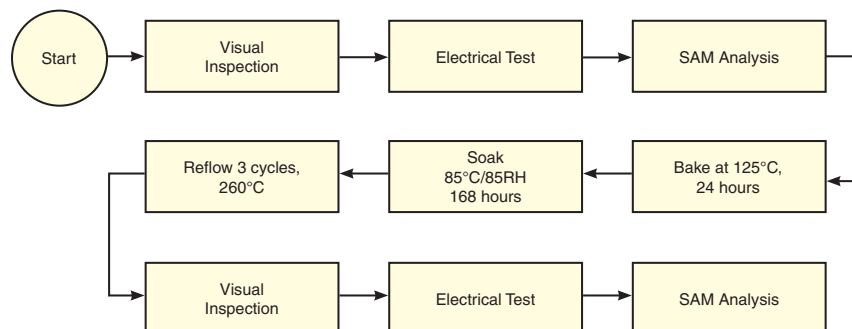 Start
Visual
Inspection
Electrical Test
SAM Analysis
Reflow 3 cycles,
260°C
Soak
85°C/85RH
168 hours
Bake at 125°C,
24 hours
Visual
Inspection
Electrical Test
SAM Analysis